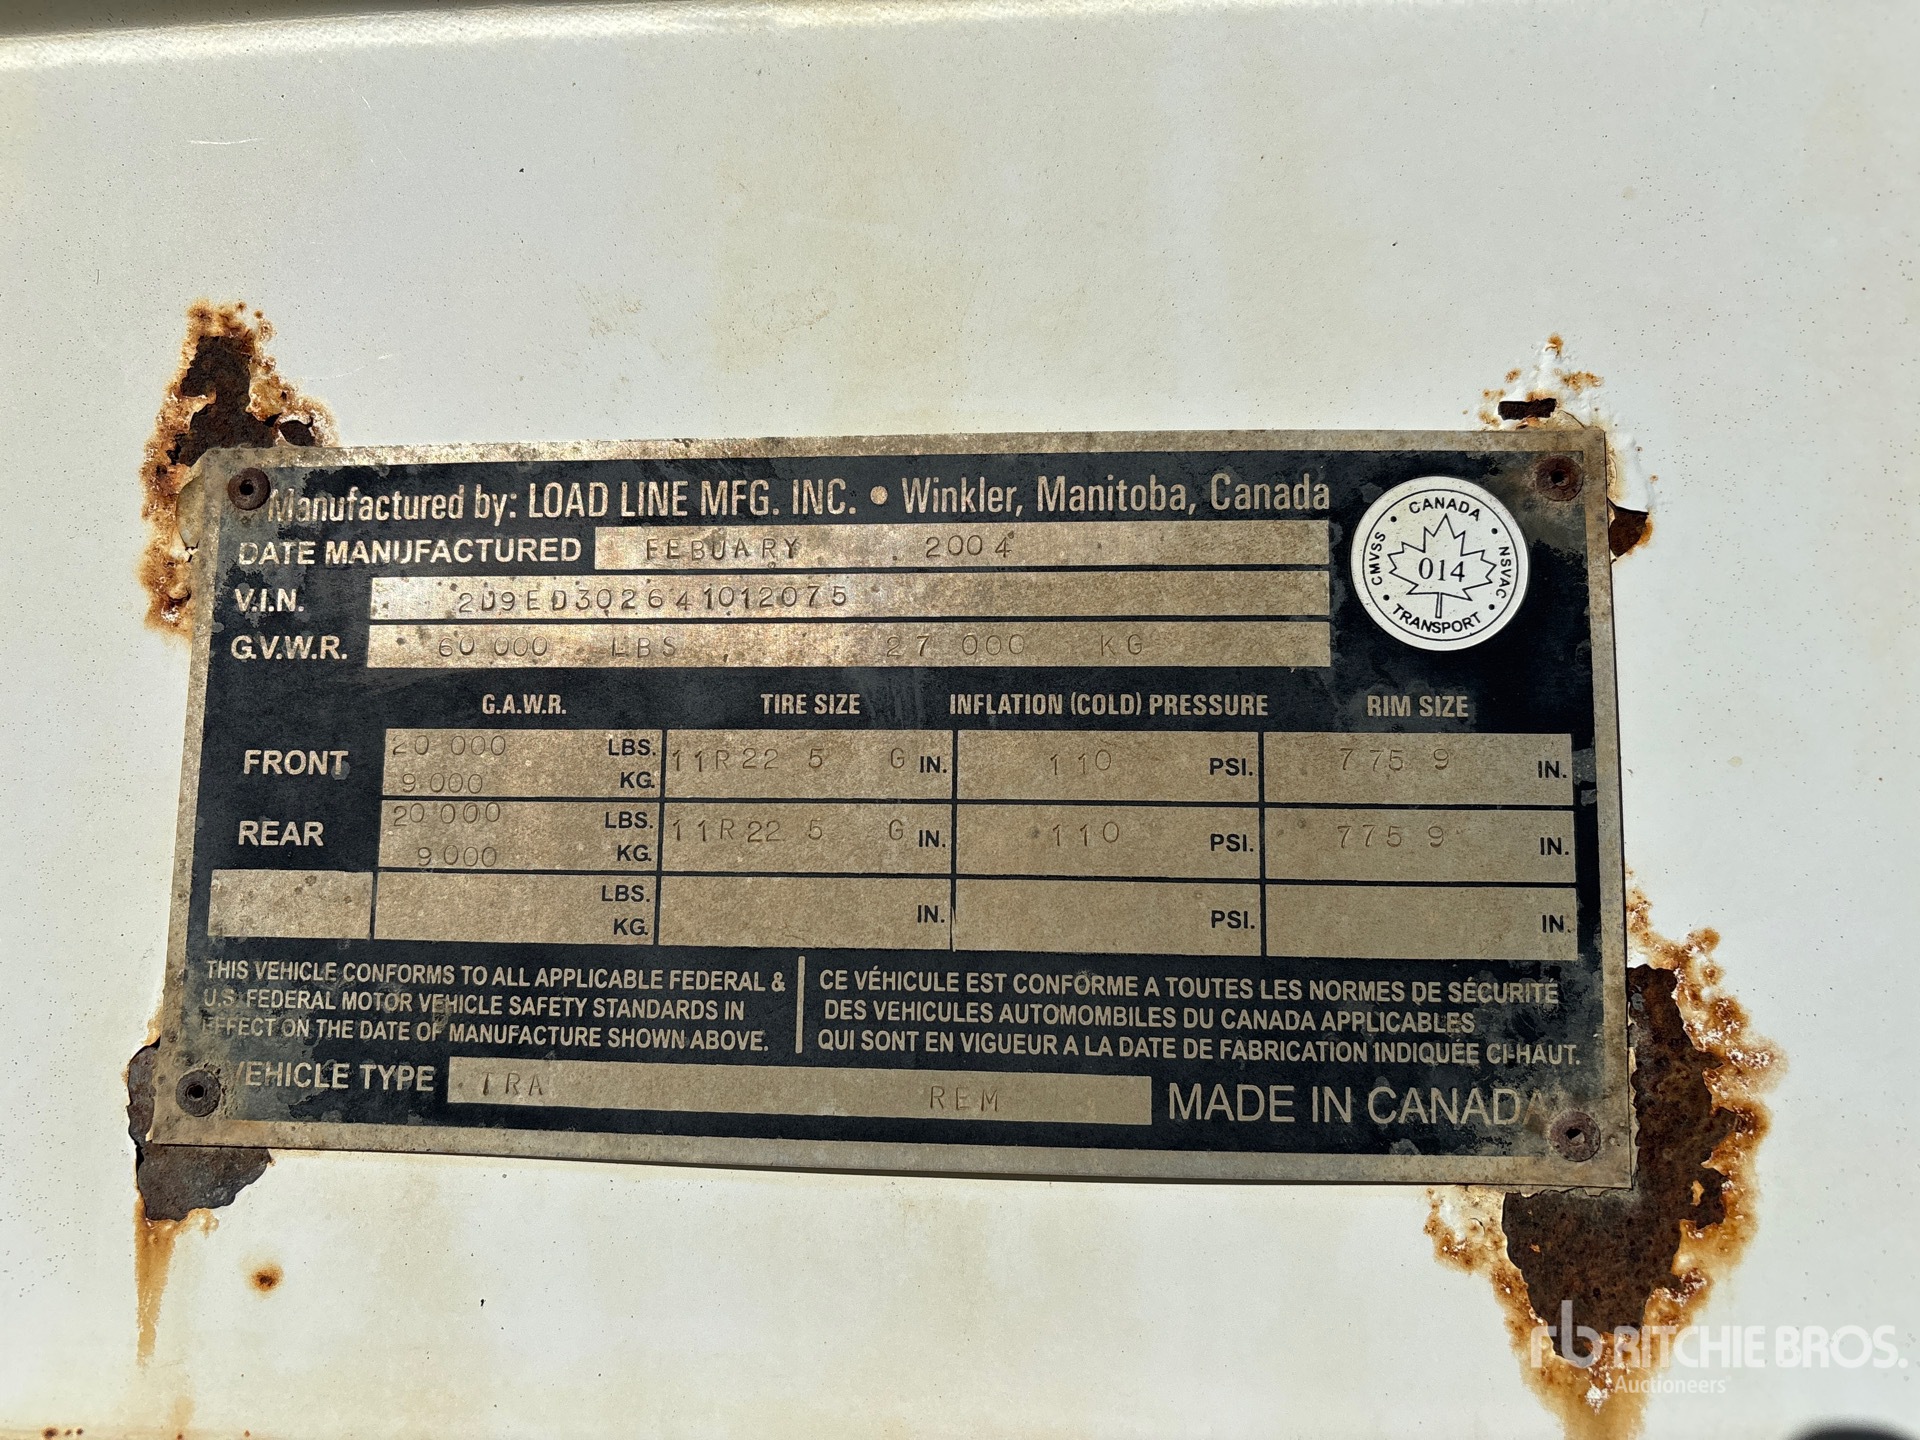 Manufactured by: LOAD LINE MFG. INC. • Winkler, Manitoba, Canada
DATE MANUFACTURED FEBUARY 2004
V.I.N. 2D9ED302641012075
G.V.W.R. 60 000 LBS 27 000 KG
CANADA
CMVSS
014
NSVAC
TRANSPORT
G.A.W.R. TIRE SIZE INFLATION (COLD) PRESSURE RIM SIZE
FRONT 20 000 LBS. 9 000 KG. 11R22 5 G IN. 110 PSI. 7 75 9 IN.
REAR 20 000 LBS. 9 000 KG. 11R22 5 G IN. 110 PSI. 775 9 IN.
LBS. KG. IN. PSI. IN.
THIS VEHICLE CONFORMS TO ALL APPLICABLE FEDERAL &
U.S. FEDERAL MOTOR VEHICLE SAFETY STANDARDS IN
EFFECT ON THE DATE OF MANUFACTURE SHOWN ABOVE.
CE VÉHICULE EST CONFORME A TOUTES LES NORMES DE SÉCURITÉ
DES VEHICULES AUTOMOMBILES DU CANADA APPLICABLES
QUI SONT EN VIGUEUR A LA DATE DE FABRICATION INDIQUÉE CI-HAUT.
VEHICLE TYPE TRA REM MADE IN CANADA
RITCHIE BROS.
Auctioneers